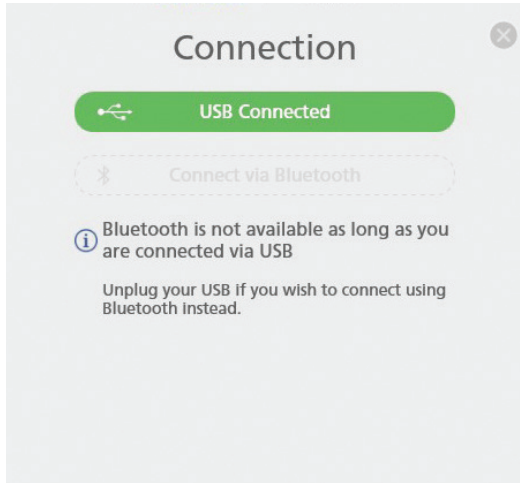 Connection
USB Connected
Connect via Bluetooth
Bluetooth is not available as long as you
are connected via USB
Unplug your USB if you wish to connect using
Bluetooth instead.